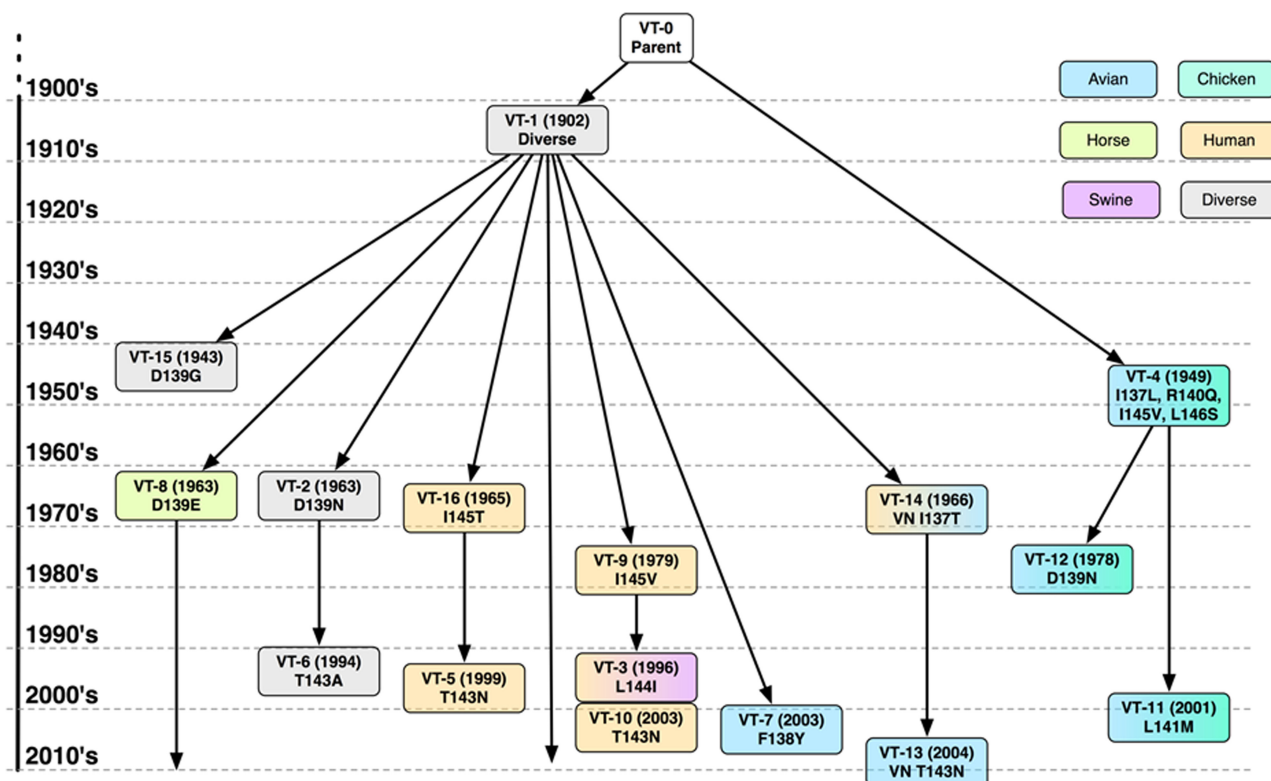 VT-0
Parent
1900's
Avian
Chicken
VT-1 (1902)
Diverse
1910's
Horse
Human
1920's
Swine
Diverse
1930's
1940's
VT-15 (1943)
D139G
VT-4 (1949)
I137L, R140Q,
I145V, L146S
1950's
1960's
VT-8 (1963)
D139E
VT-2 (1963)
D139N
VT-16 (1965)
I145T
VT-14 (1966)
VN I137T
1970's
VT-9 (1979)
I145V
VT-12 (1978)
D139N
1980's
1990's
VT-6 (1994)
T143A
VT-5 (1999)
T143N
VT-3 (1996)
L144I
2000's
VT-10 (2003)
T143N
VT-7 (2003)
F138Y
VT-11 (2001)
L141M
2010's
VT-13 (2004)
VN T143N